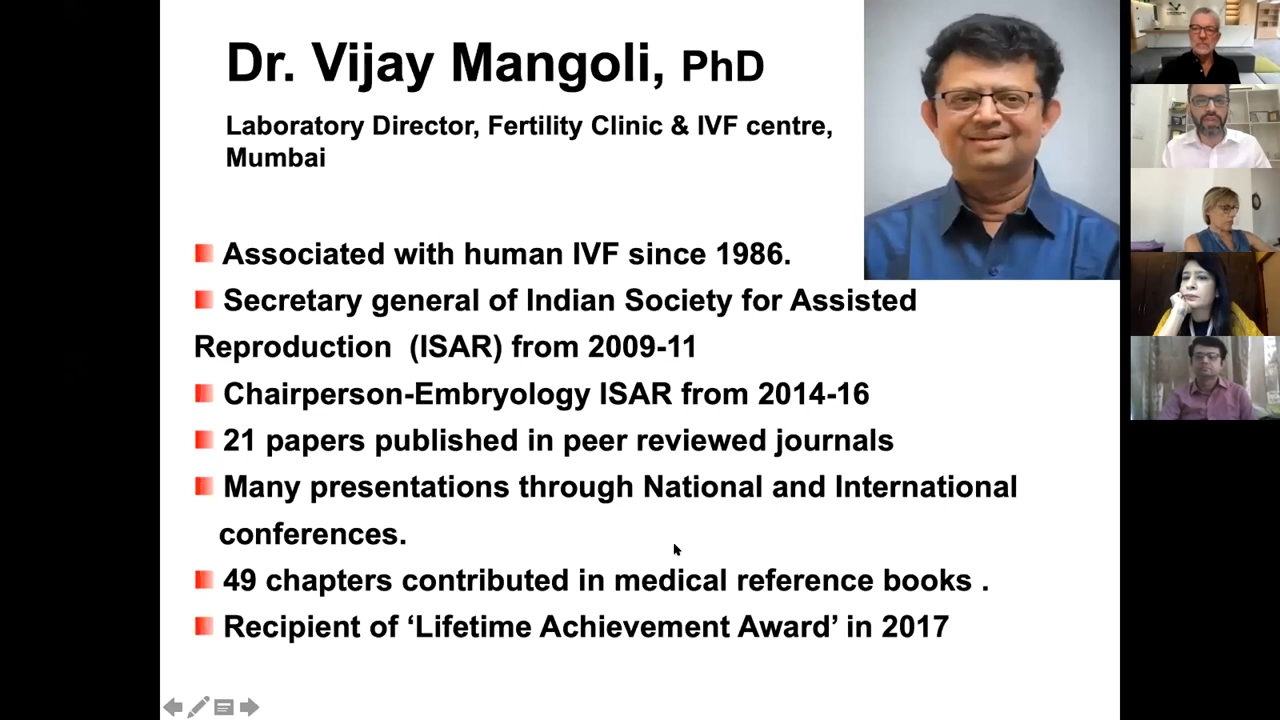 Dr. Vijay Mangoli, PhD
Laboratory Director, Fertility Clinic & IVF centre,
Mumbai
Associated with human IVF since 1986.
Secretary general of Indian Society for Assisted
Reproduction (ISAR) from 2009-11
Chairperson-Embryology ISAR from 2014-16
21 papers published in peer reviewed journals
Many presentations through National and International
conferences.
49 chapters contributed in medical reference books .
Recipient of ‘Lifetime Achievement Award’ in 2017